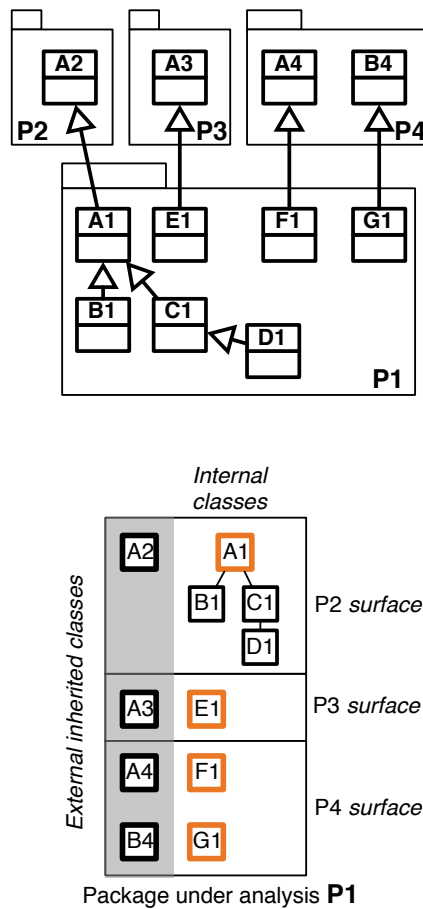 A2
A3
A4
B4
P2
P3
P4
A1
E1
F1
G1
B1
C1
D1
P1
Internal
classes
External inherited classes
A2
A1
B1
C1
D1
P2 surface
A3
E1
P3 surface
A4
F1
B4
G1
P4 surface
Package under analysis P1